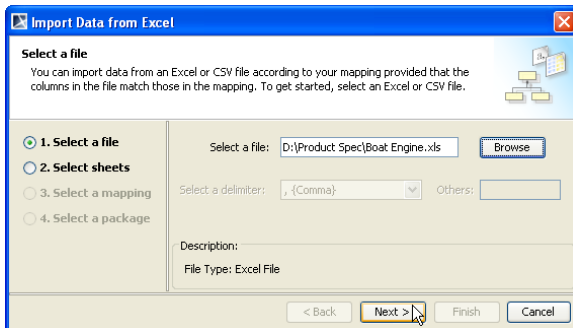 Import Data from Excel
Select a file
You can import data from an Excel or CSV file according to your mapping provided that the
columns in the file match those in the mapping. To get started, select an Excel or CSV file.
1. Select a file
2. Select sheets
3. Select a mapping
4. Select a package
Select a file: D:\Product Spec\Boat Engine.xls Browse
Select a delimiter: , {Comma} Others:
Description:
File Type: Excel File
< Back Next > Finish Cancel